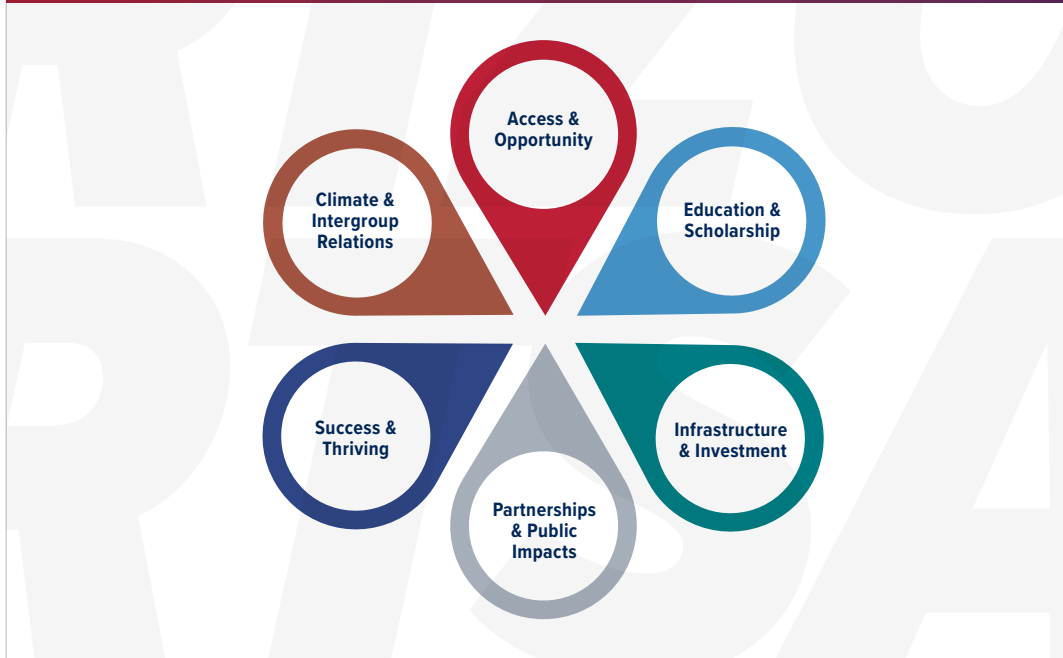 Access &
Opportunity
Education &
Scholarship
Infrastructure
& Investment
Partnerships
& Public
Impacts
Success &
Thriving
Climate &
Intergroup
Relations